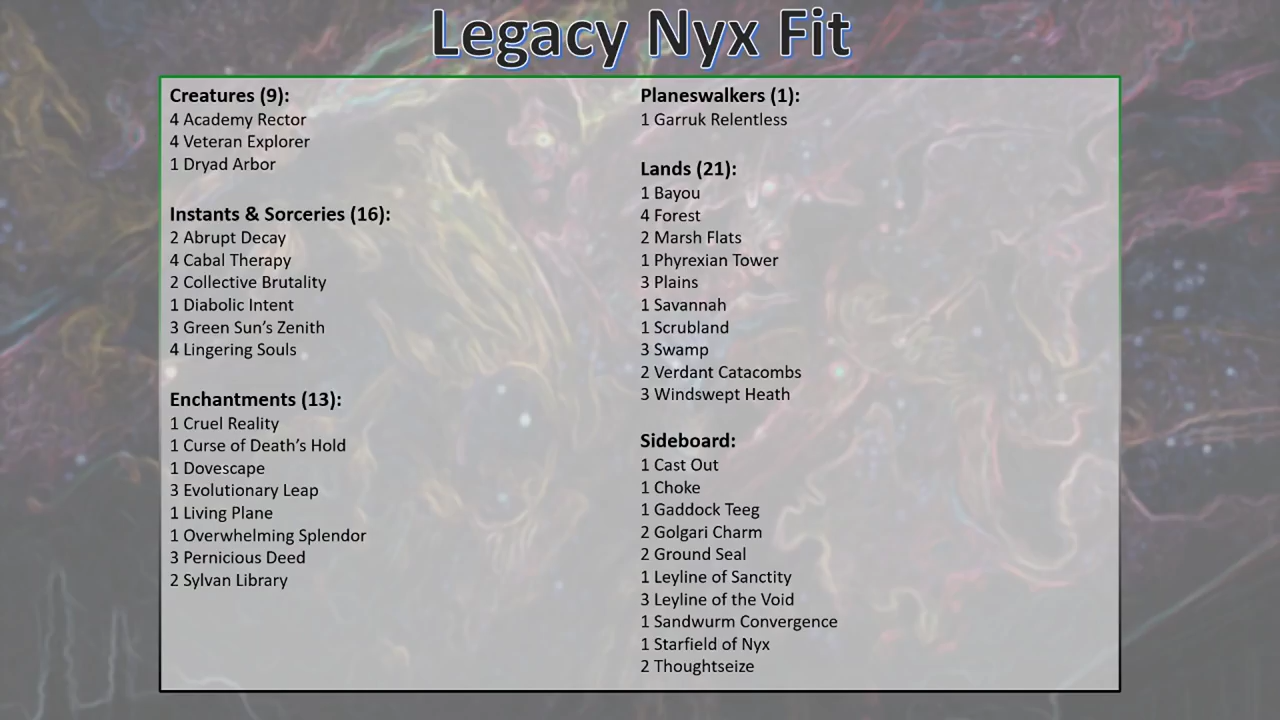 Legacy Nyx Fit
Creatures (9):
4 Academy Rector
4 Veteran Explorer
1 Dryad Arbor
Instants & Sorceries (16):
2 Abrupt Decay
4 Cabal Therapy
2 Collective Brutality
1 Diabolic Intent
3 Green Sun’s Zenith
4 Lingering Souls
Enchantments (13):
1 Cruel Reality
1 Curse of Death’s Hold
1 Dovescape
3 Evolutionary Leap
1 Living Plane
1 Overwhelming Splendor
3 Pernicious Deed
2 Sylvan Library
Planeswalkers (1):
1 Garruk Relentless
Lands (21):
1 Bayou
4 Forest
2 Marsh Flats
1 Phyrexian Tower
3 Plains
1 Savannah
1 Scrubland
3 Swamp
2 Verdant Catacombs
3 Windswept Heath
Sideboard:
1 Cast Out
1 Choke
1 Gaddock Teeg
2 Golgari Charm
2 Ground Seal
1 Leyline of Sanctity
3 Leyline of the Void
1 Sandwurm Convergence
1 Starfield of Nyx
2 Thoughtseize